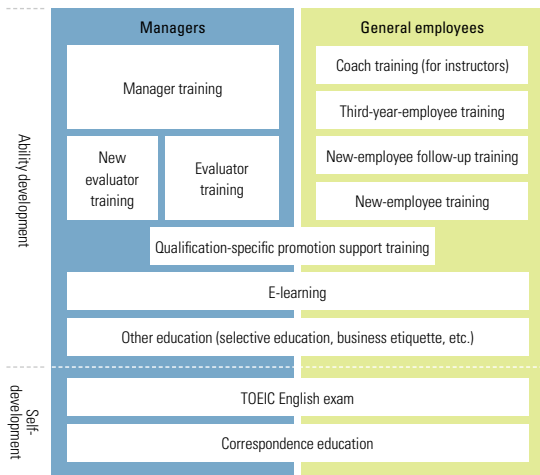 Managers
General employees
Ability development
Manager training
New
evaluator
training
Evaluator
training
Coach training (for instructors)
Third-year-employee training
New-employee follow-up training
New-employee training
Qualification-specific promotion support training
E-learning
Other education (selective education, business etiquette, etc.)
Self-
development
TOEIC English exam
Correspondence education